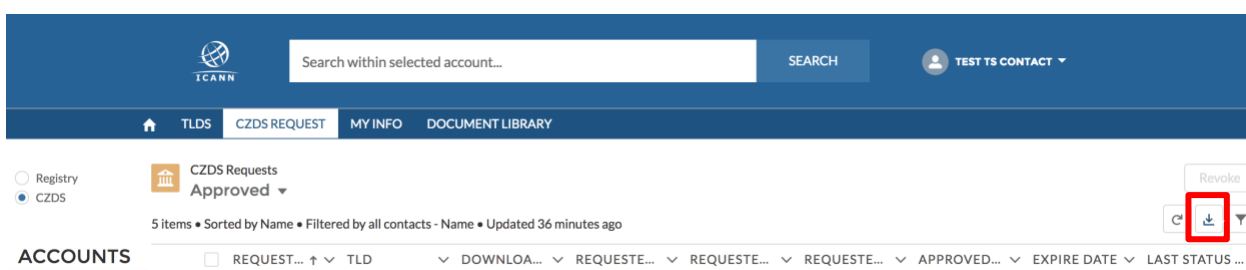 ICANN
Search within selected account...
SEARCH
TEST TS CONTACT
TLDS
CZDS REQUEST
MY INFO
DOCUMENT LIBRARY
Registry
CZDS
CZDS Requests
Approved
Revoke
5 items • Sorted by Name • Filtered by all contacts - Name • Updated 36 minutes ago
ACCOUNTS
REQUEST... TLD DOWNLOA... REQUESTE... REQUESTE... REQUESTE... APPROVED... EXPIRE DATE LAST STATUS ...